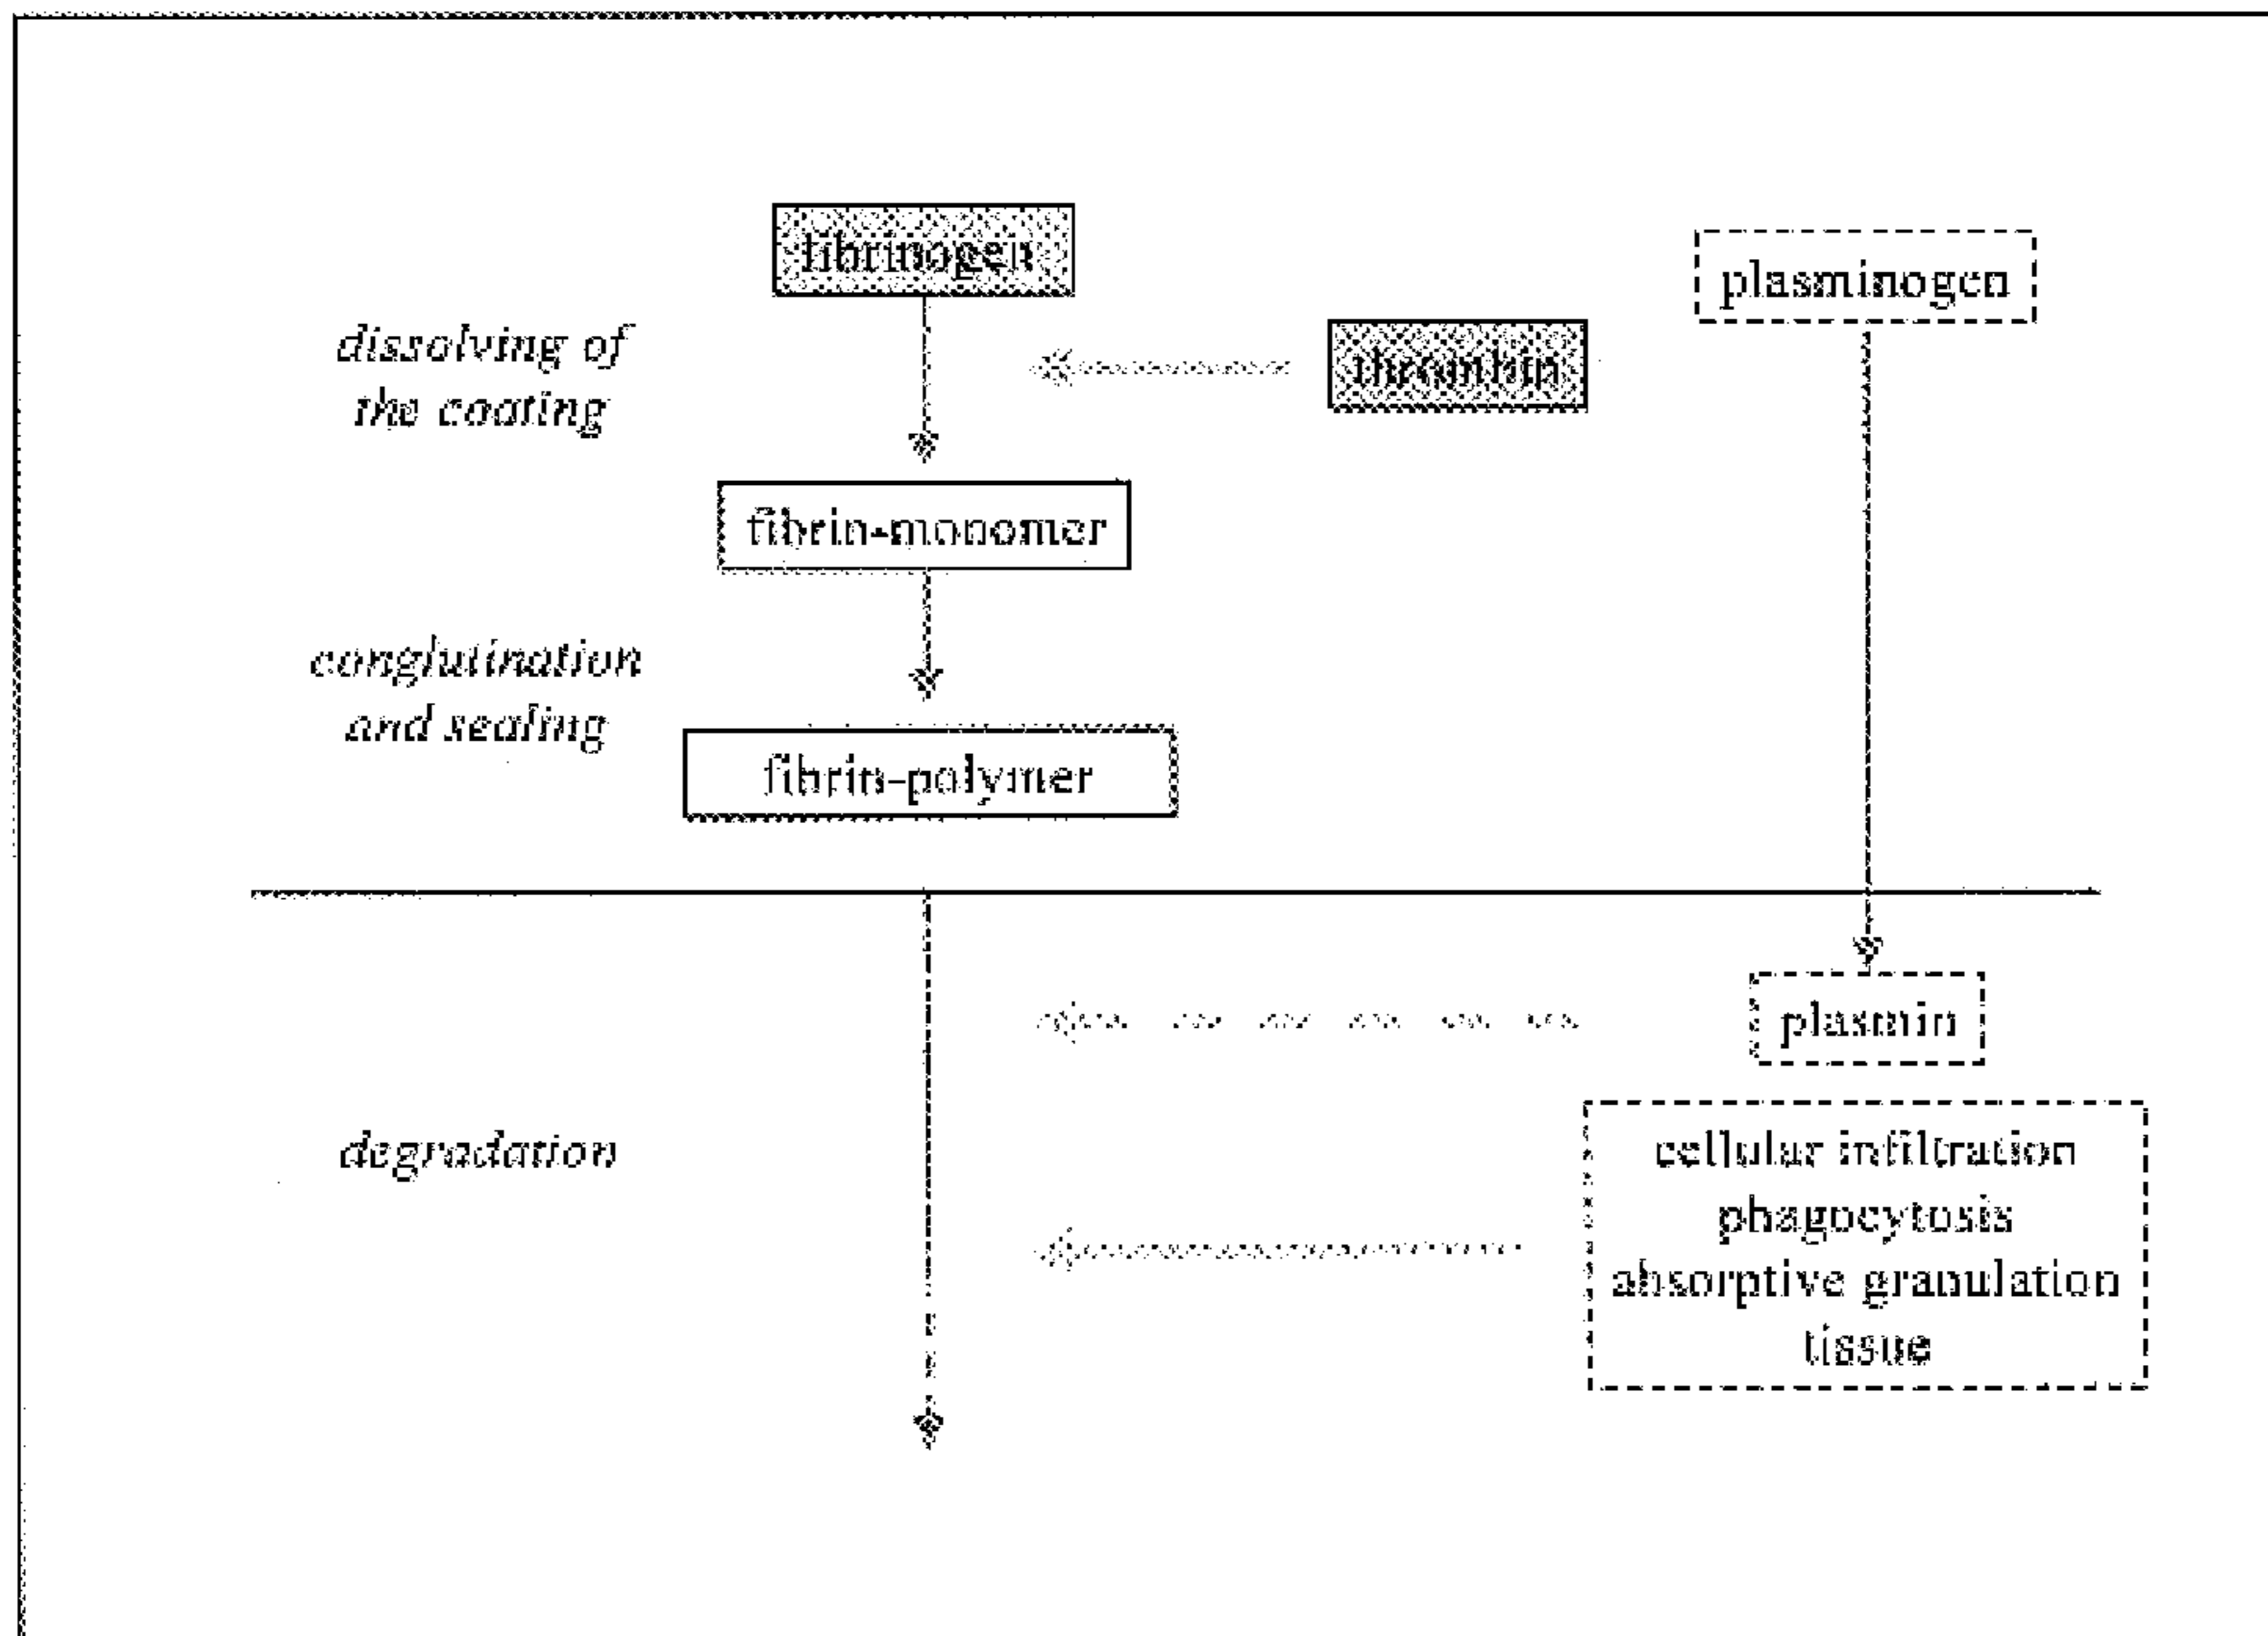 fibrinogen
plasminogen
dissolving of
the coating
thrombin
fibrin-monomer
conglutination
and sealing
fibrin-polymer
plasmin
degradation
cellular infiltration
phagocytosis
absorptive granulation
tissue